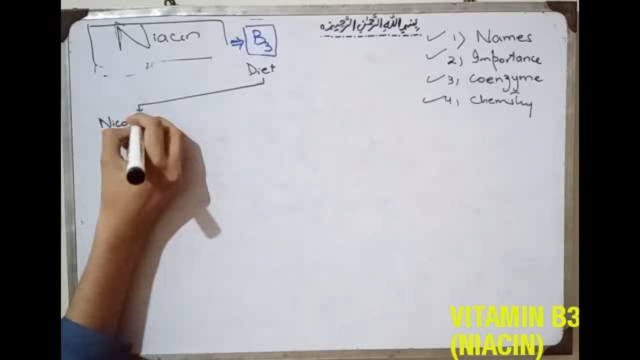 Niacin ⇒ B3
بسم الله الرحمن الرحيم
1) Names
2) Importance
3) Coenzyme
4) Chemistry
Diet
Nico
VITAMIN B3
(NIACIN)